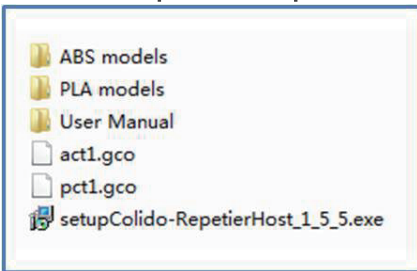 ABS models
PLA models
User Manual
act1.gco
pct1.gco
setupColido-RepetierHost_1_5_5.exe